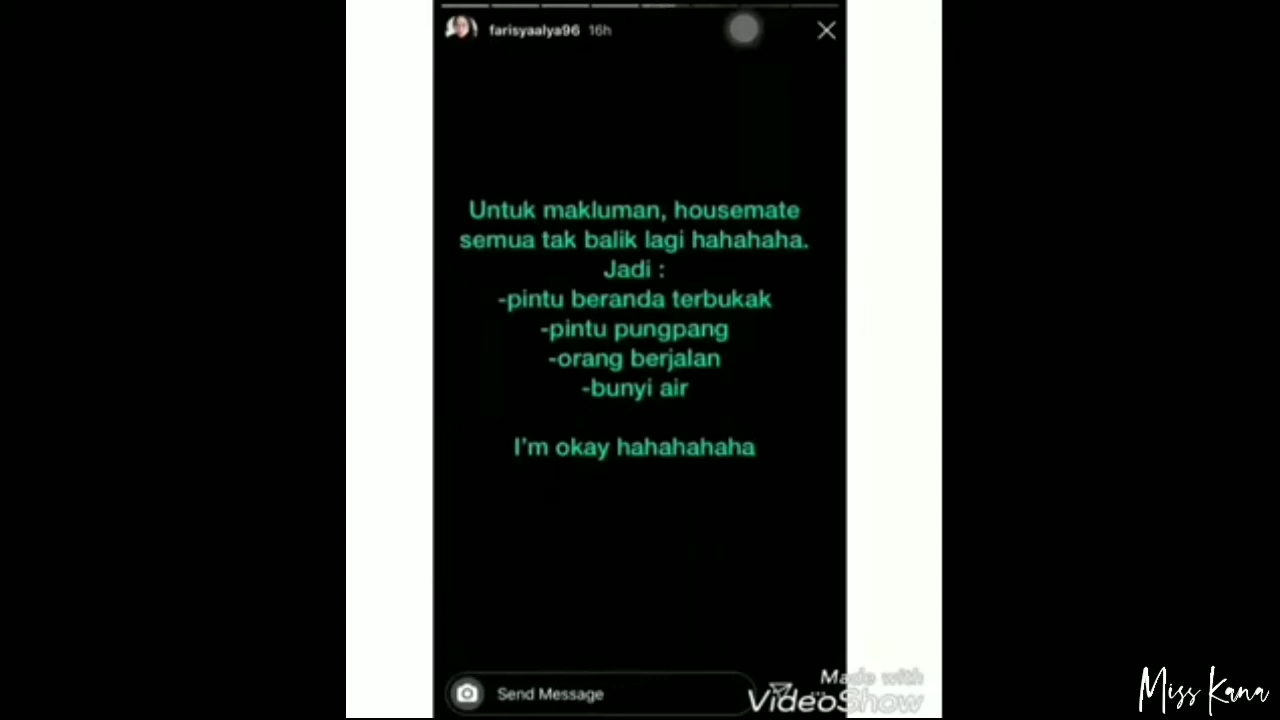 farisyaalya96 16h
Untuk makluman, housemate
semua tak balik lagi hahahaha.
Jadi :
-pintu beranda terbukak
-pintu pungpang
-orang berjalan
-bunyi air
I'm okay hahahahaha
Send Message
Made with
VideoShow
Miss Kana